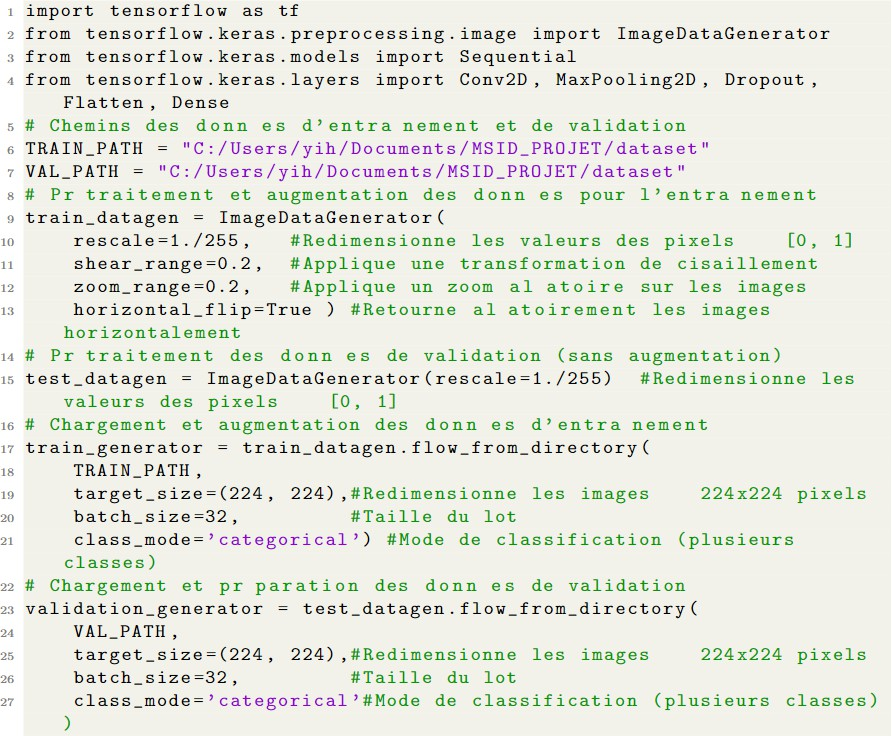 1 import tensorflow as tf
2 from tensorflow.keras.preprocessing.image import ImageDataGenerator
3 from tensorflow.keras.models import Sequential
4 from tensorflow.keras.layers import Conv2D, MaxPooling2D, Dropout,
Flatten, Dense
5 # Chemins des donn es d'entra nement et de validation
6 TRAIN_PATH = "C:/Users/yih/Documents/MSID_PROJET/dataset"
7 VAL_PATH = "C:/Users/yih/Documents/MSID_PROJET/dataset"
8 # Pr traitement et augmentation des donn es pour l'entra nement
9 train_datagen = ImageDataGenerator(
10 rescale=1./255, #Redimensionne les valeurs des pixels [0, 1]
11 shear_range=0.2, #Applique une transformation de cisaillement
12 zoom_range=0.2, #Applique un zoom al atoire sur les images
13 horizontal_flip=True ) #Retourne al atoirement les images
horizontalement
14 # Pr traitement des donn es de validation (sans augmentation)
15 test_datagen = ImageDataGenerator(rescale=1./255) #Redimensionne les
valeurs des pixels [0, 1]
16 # Chargement et augmentation des donn es d'entra nement
17 train_generator = train_datagen.flow_from_directory(
18 TRAIN_PATH,
19 target_size=(224, 224),#Redimensionne les images 224x224 pixels
20 batch_size=32, #Taille du lot
21 class_mode='categorical') #Mode de classification (plusieurs
classes)
22 # Chargement et pr paration des donn es de validation
23 validation_generator = test_datagen.flow_from_directory(
24 VAL_PATH,
25 target_size=(224, 224),#Redimensionne les images 224x224 pixels
26 batch_size=32, #Taille du lot
27 class_mode='categorical'#Mode de classification (plusieurs classes)
)